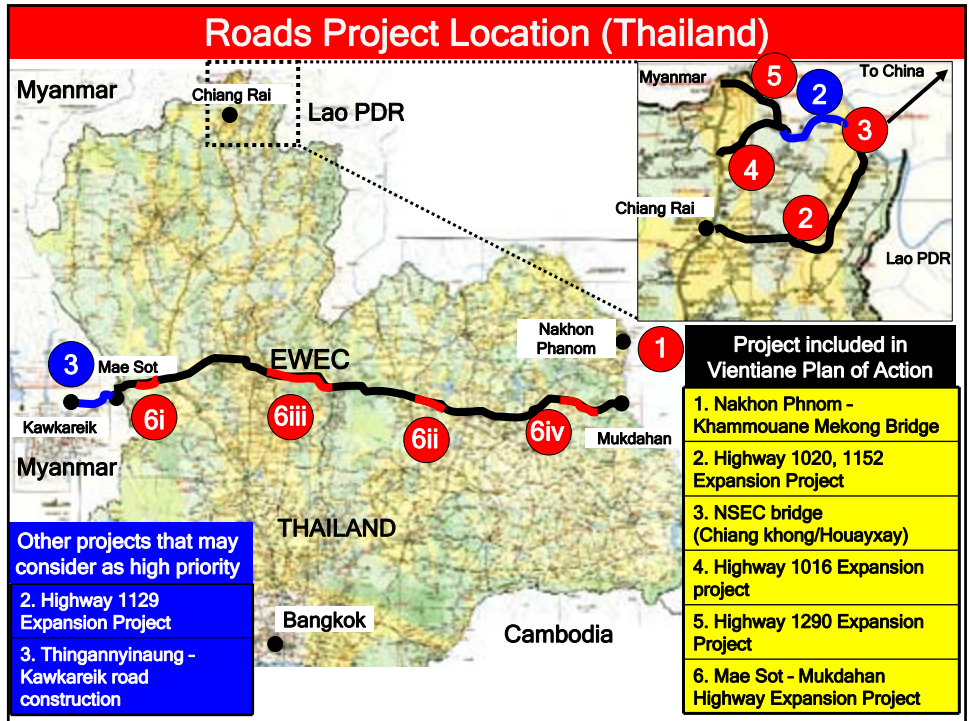 Roads Project Location (Thailand)
Myanmar
Chiang Rai
Lao PDR
Myanmar
5
To China
2
3
4
Chiang Rai
2
Lao PDR
Nakhon
Phanom
1
3
Mae Sot
EWEC
Kawkareik
6i
6iii
6ii
6iv
Mukdahan
Myanmar
THAILAND
Bangkok
Cambodia
Project included in
Vientiane Plan of Action
1. Nakhon Phnom –
Khammouane Mekong Bridge
2. Highway 1020, 1152
Expansion Project
3. NSEC bridge
(Chiang khong/Houayxay)
4. Highway 1016 Expansion
project
5. Highway 1290 Expansion
Project
6. Mae Sot – Mukdahan
Highway Expansion Project
Other projects that may
consider as high priority
2. Highway 1129
Expansion Project
3. Thingannyinaung –
Kawkareik road
construction